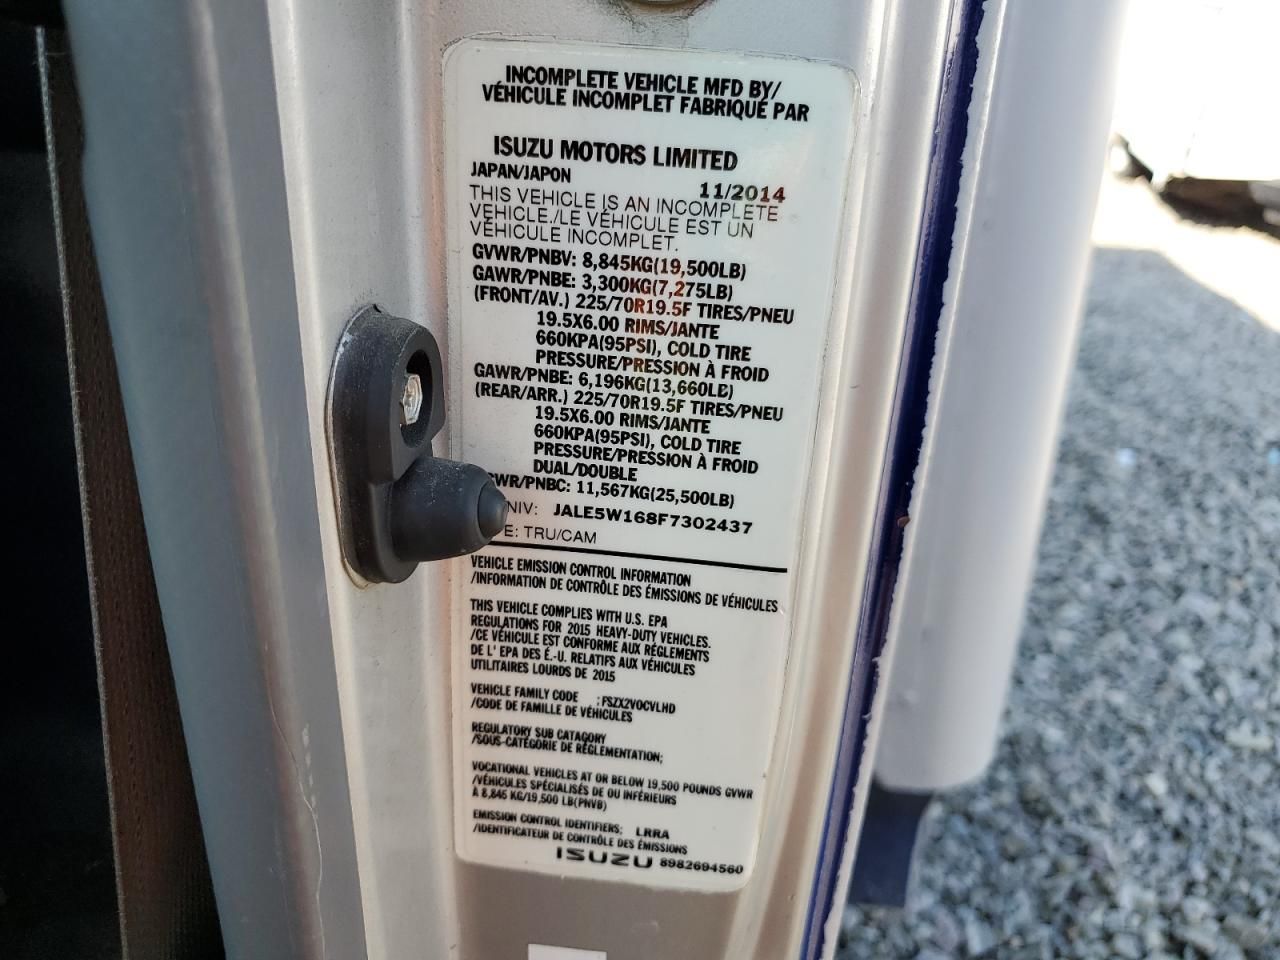 INCOMPLETE VEHICLE MFD BY/
VÉHICULE INCOMPLET FABRIQUÉ PAR
ISUZU MOTORS LIMITED
JAPAN/JAPON 11/2014
THIS VEHICLE IS AN INCOMPLETE
VEHICLE./LE VÉHICULE EST UN
VÉHICULE INCOMPLET.
GVWR/PNBV: 8,845KG(19,500LB)
GAWR/PNBE: 3,300KG(7,275LB)
(FRONT/AV.) 225/70R19.5F TIRES/PNEU
19.5X6.00 RIMS/JANTE
660KPA(95PSI), COLD TIRE
PRESSURE/PRESSION À FROID
GAWR/PNBE: 6,196KG(13,660LB)
(REAR/ARR.) 225/70R19.5F TIRES/PNEU
19.5X6.00 RIMS/JANTE
660KPA(95PSI), COLD TIRE
PRESSURE/PRESSION À FROID
DUAL/DOUBLE
CWR/PNBC: 11,567KG(25,500LB)
NIV: JALE5W168F7302437
E: TRU/CAM
VEHICLE EMISSION CONTROL INFORMATION
/INFORMATION DE CONTRÔLE DES ÉMISSIONS DE VÉHICULES
THIS VEHICLE COMPLIES WITH U.S. EPA
REGULATIONS FOR 2015 HEAVY-DUTY VEHICLES.
/CE VÉHICULE EST CONFORME AUX RÈGLEMENTS
DE L' EPA DES É.-U. RELATIFS AUX VÉHICULES
UTILITAIRES LOURDS DE 2015
VEHICLE FAMILY CODE : FSZX2VOCVLHD
/CODE DE FAMILLE DE VÉHICULES
REGULATORY SUB CATAGORY
/SOUS-CATÉGORIE DE RÉGLEMENTATION;
VOCATIONAL VEHICLES AT OR BELOW 19,500 POUNDS GVWR
/VÉHICULES SPÉCIALISÉS DE OU INFÉRIEURS
À 8,845 KG/19,500 LB(PNVB)
EMISSION CONTROL IDENTIFIERS; LRRA
/IDENTIFICATEUR DE CONTRÔLE DES ÉMISSIONS
ISUZU 8982694560